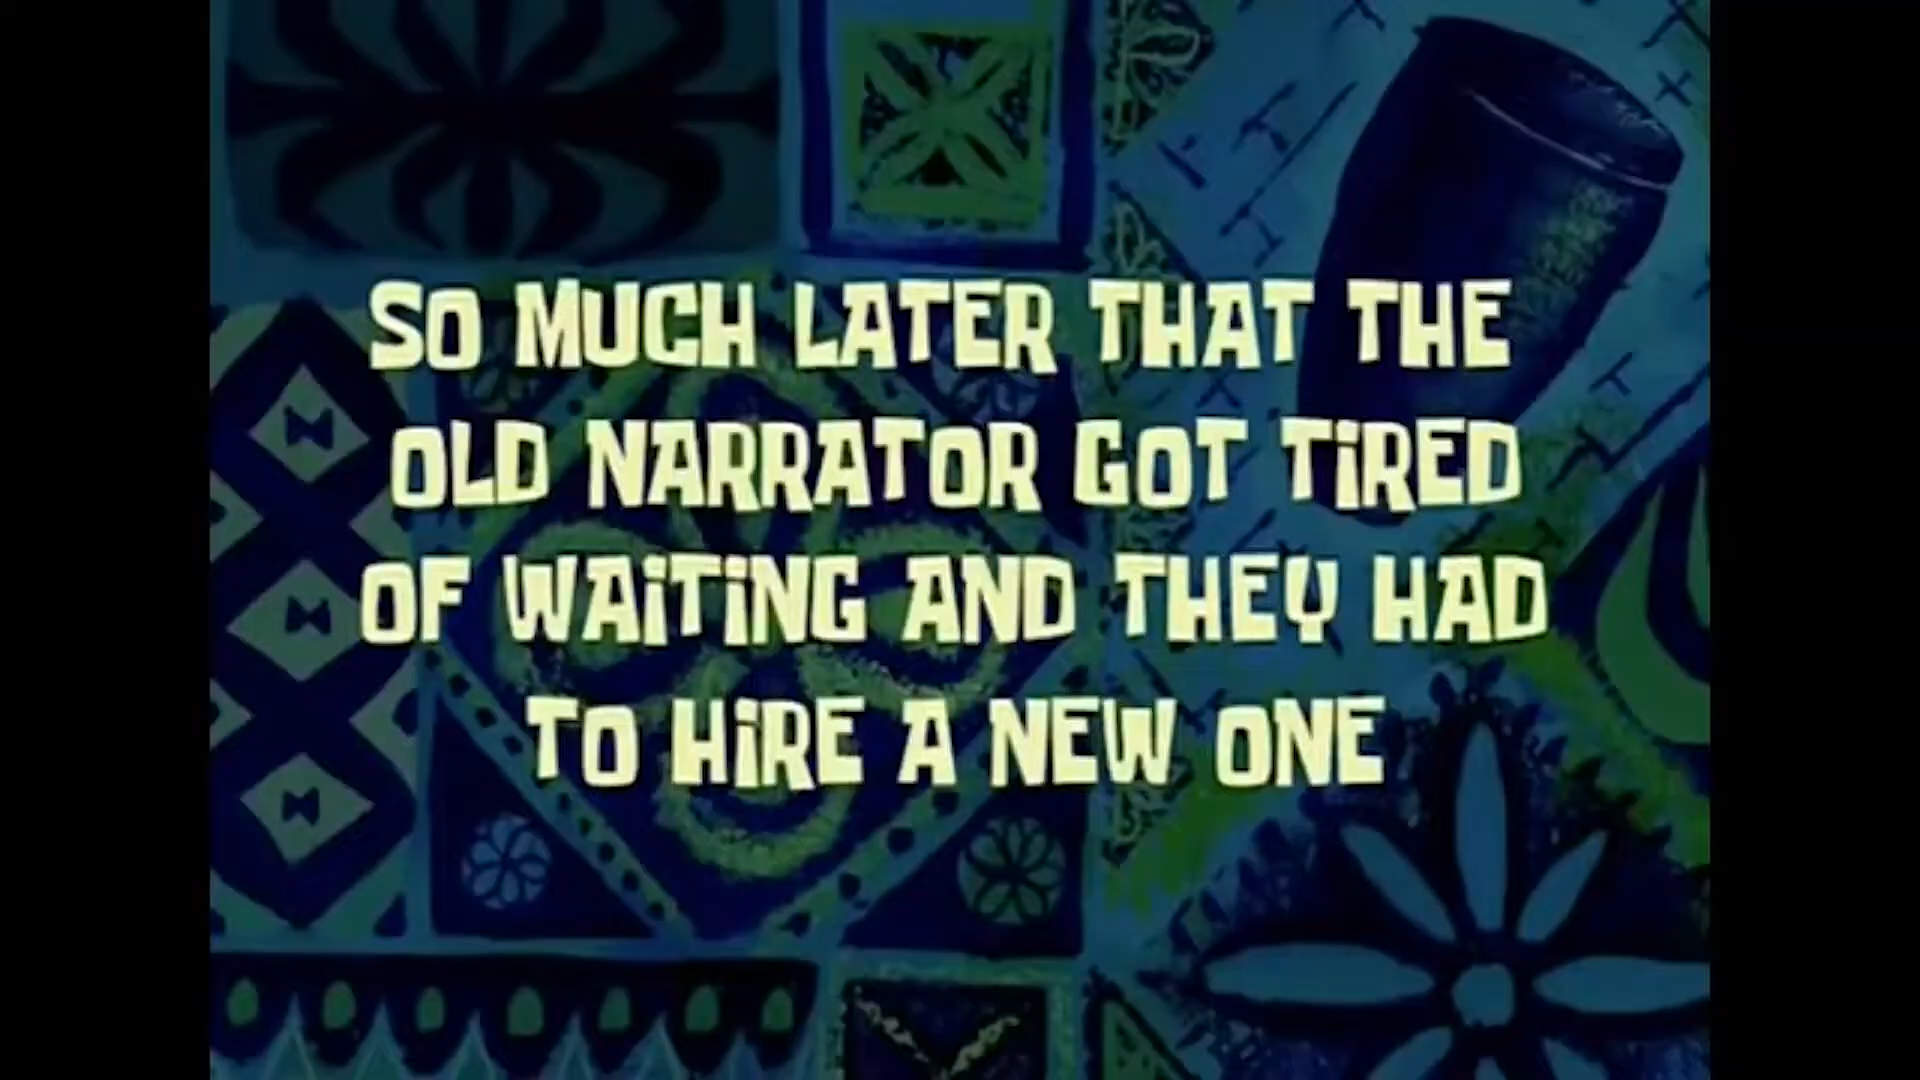 SO MUCH LATER THAT THE
OLD NARRATOR GOT TiRED
OF WAiTiNG AND THEY HAD
TO HiRE A NEW ONE